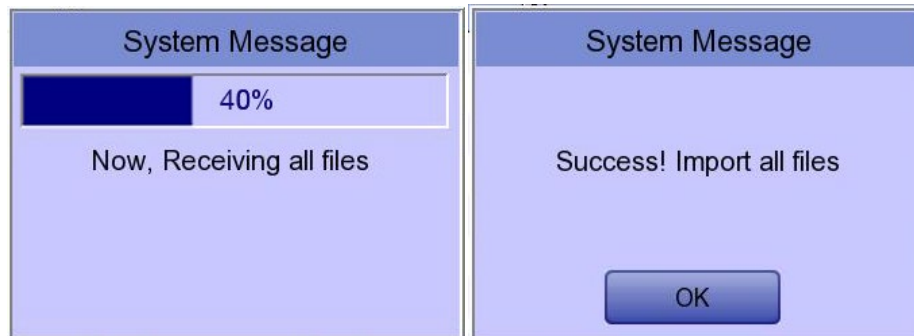 System Message
40%
Now, Receiving all files
System Message
Success! Import all files
OK